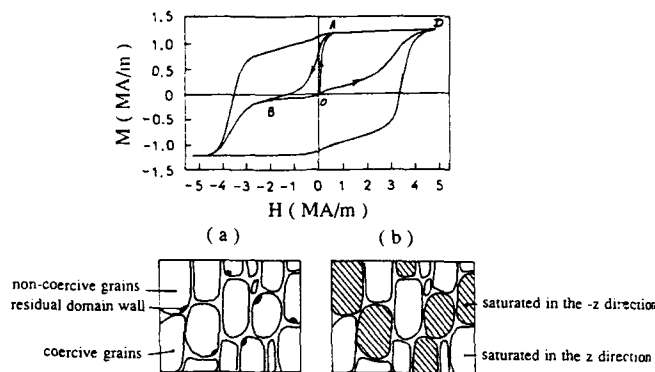 1.5
1.0
0.5
0
-0.5
-1.0
-1.5
M ( MA/m )
A
D
B
O
-5 -4 -3 -2 -1 0 1 2 3 4 5
H ( MA/m )
( a ) ( b )
non-coercive grains
residual domain wall
coercive grains
saturated in the -z direction
saturated in the z direction